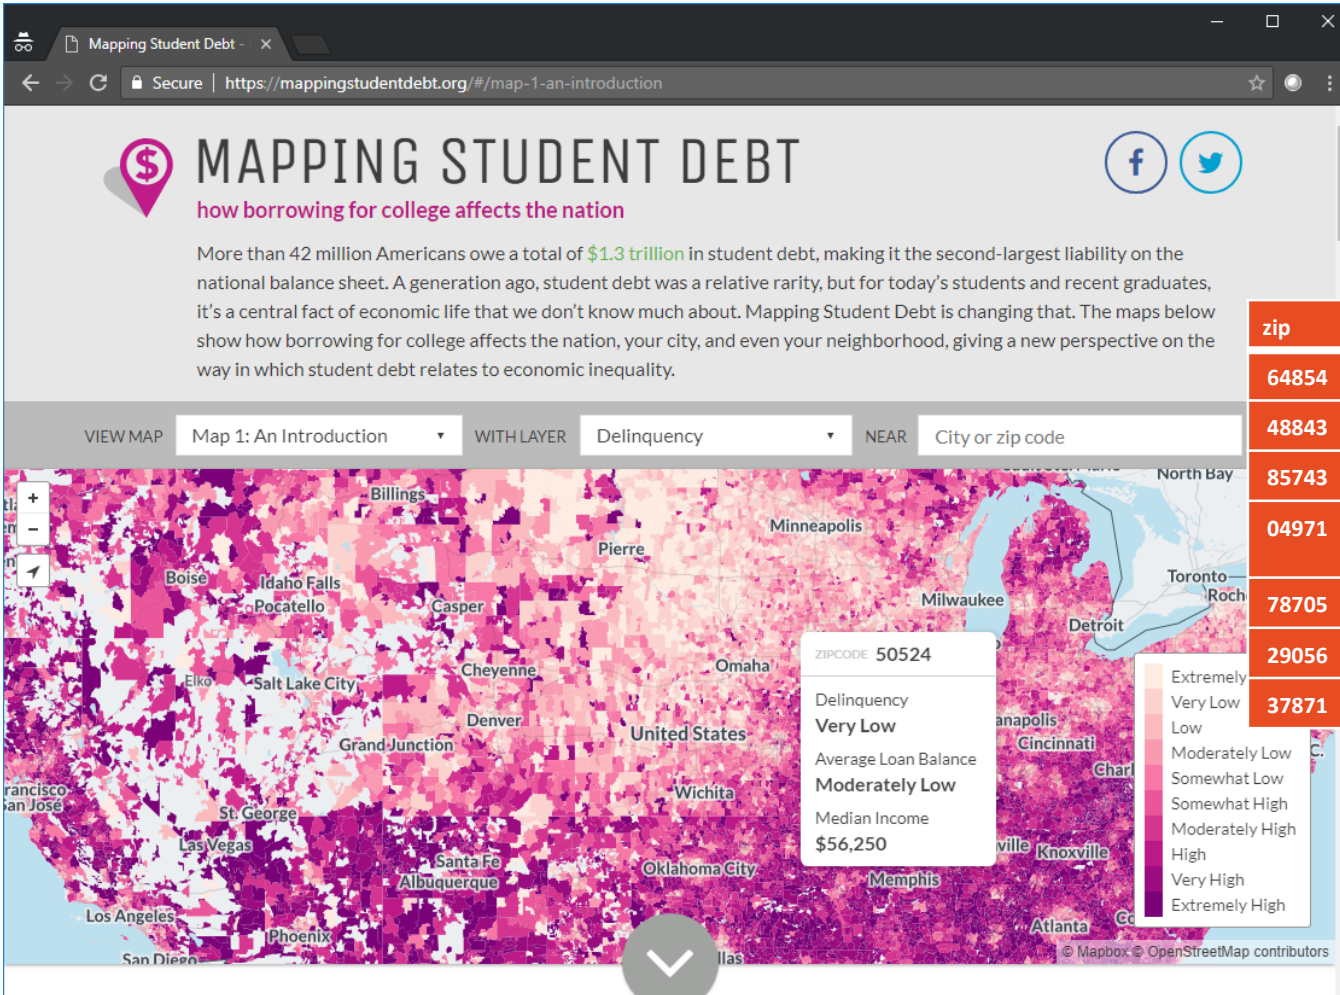 Mapping Student Debt -
Secure
https://mappingstudentdebt.org/#/map-1-an-introduction
$
MAPPING STUDENT DEBT
how borrowing for college affects the nation
More than 42 million Americans owe a total of $1.3 trillion in student debt, making it the second-largest liability on the
national balance sheet. A generation ago, student debt was a relative rarity, but for today's students and recent graduates,
it's a central fact of economic life that we don't know much about. Mapping Student Debt is changing that. The maps below
show how borrowing for college affects the nation, your city, and even your neighborhood, giving a new perspective on the
way in which student debt relates to economic inequality.
zip
64854
48843
85743
04971
78705
29056
37871
VIEW MAP
Map 1: An Introduction
WITH LAYER
Delinquency
NEAR
City or zip code
+
−
North Bay
Billings
Minneapolis
Pierre
Boise
Idaho Falls
Pocatello
Casper
Toronto
Milwaukee
Detroit
Elko
Salt Lake City
Cheyenne
Omaha
Denver
Grand Junction
United States
Cincinnati
Wichita
San José
St. George
Las Vegas
Santa Fe
Albuquerque
Oklahoma City
Knoxville
Memphis
Los Angeles
Phoenix
Atlanta
San Diego
ZIPCODE 50524
Delinquency
Very Low
Average Loan Balance
Moderately Low
Median Income
$56,250
Extremely
Very Low
Low
Moderately Low
Somewhat Low
Somewhat High
Moderately High
High
Very High
Extremely High
© Mapbox © OpenStreetMap contributors